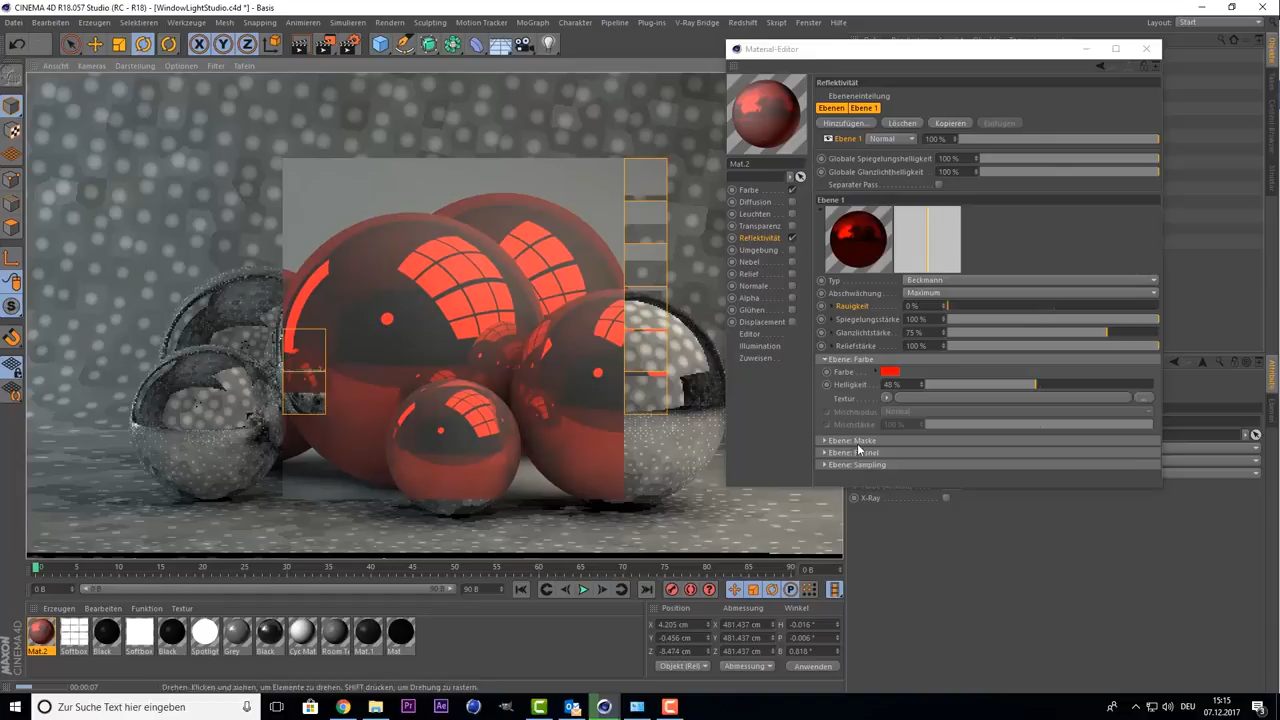 CINEMA 4D R18.057 Studio (RC - R18) - [WindowLightStudio.c4d *] - Basis
Datei Bearbeiten Erzeugen Selektieren Werkzeuge Mesh Snapping Animieren Simulieren Rendern Sculpting Motion Tracker MoGraph Charakter Pipeline Plug-ins V-Ray Bridge Redshift Skript Fenster Hilfe Layout: Start
X Y Z
Ansicht Kameras Darstellung Optionen Filter Tafeln
Material-Editor
Reflektivität
Ebeneneinteilung
Ebenen Ebene 1
Hinzufügen... Löschen Kopieren Einfügen
Ebene 1 Normal 100 %
Globale Spiegelungshelligkeit 100 %
Globale Glanzlichthelligkeit 100 %
Separater Pass
Mat.2
Farbe
Diffusion
Leuchten
Transparenz
Reflektivität
Umgebung
Nebel
Relief
Normale
Alpha
Glühen
Displacement
Editor
Illumination
Zuweisen
Ebene 1
Typ Beckmann
Abschwächung Maximum
Rauigkeit 0 %
Spiegelungsstärke 100 %
Glanzlichtstärke 75 %
Reliefstärke 100 %
Ebene: Farbe
Farbe
Helligkeit 48 %
Textur ...
Mischmodus Normal
Mischstärke 100 %
Ebene: Maske
Ebene: Fresnel
Ebene: Sampling
X-Ray
0 5 10 15 20 25 30 35 40 45 50 55 60 65 70 75 80 85 90 0 B
0 B 0 B 90 B 90 B
Erzeugen Bearbeiten Funktion Textur
Mat.2 Softbox Black Softbox Black Spotligl Grey Black Cyc Mat Room T Mat.1 Mat
Position Abmessung Winkel
X 4.205 cm X 481.437 cm H -0.016 °
Y -0.456 cm Y 481.437 cm P -0.006 °
Z -8.474 cm Z 481.437 cm B 0.818 °
Objekt (Rel) Abmessung Anwenden
MAXON CINEMA 4D
00:00:07 Drehen: Klicken und ziehen, um Elemente zu drehen. SHIFT drücken, um Drehung zu rastern.
Zur Suche Text hier eingeben
DEU
15:15
07.12.2017